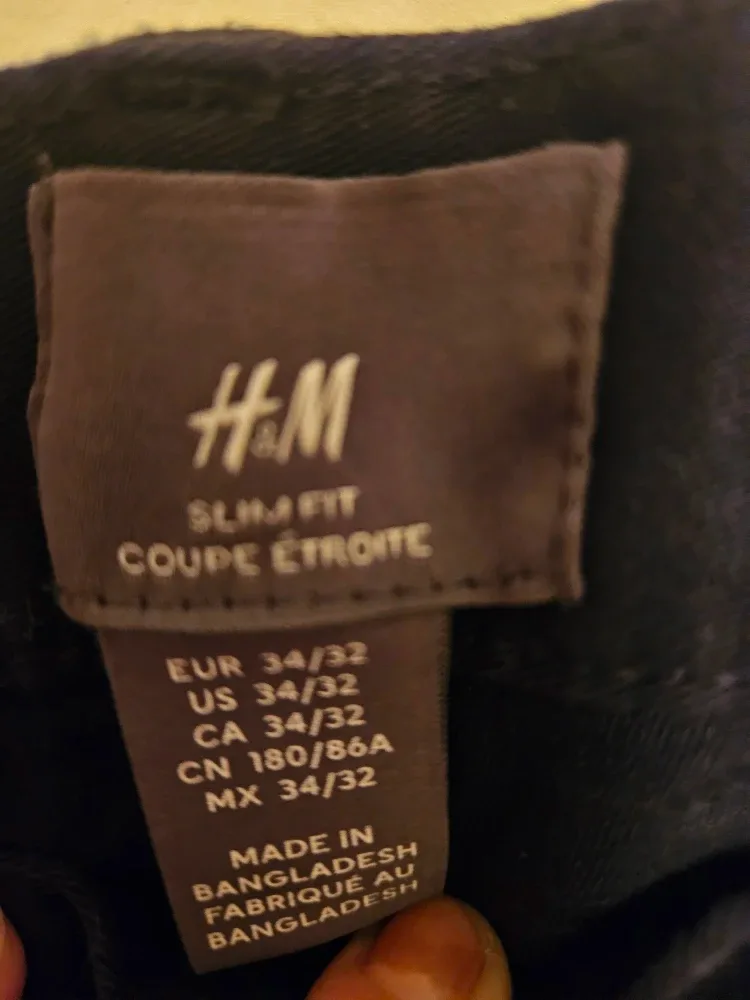 H&M
SLIM FIT
COUPE ÉTROITE
EUR 34/32
US 34/32
CA 34/32
CN 180/86A
MX 34/32
MADE IN
BANGLADESH
FABRIQUÉ AU
BANGLADESH